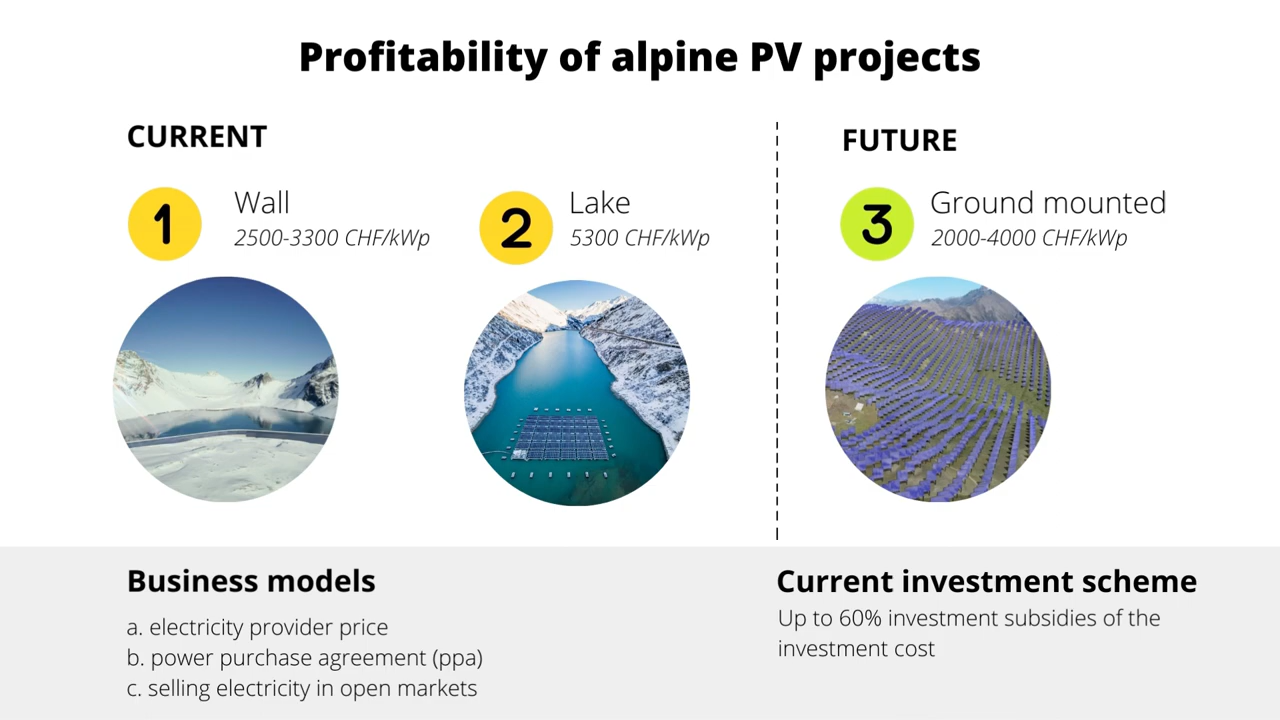 Profitability of alpine PV projects
CURRENT
1
Wall
2500-3300 CHF/kWp
2
Lake
5300 CHF/kWp
FUTURE
3
Ground mounted
2000-4000 CHF/kWp
Business models
a. electricity provider price
b. power purchase agreement (ppa)
c. selling electricity in open markets
Current investment scheme
Up to 60% investment subsidies of the
investment cost